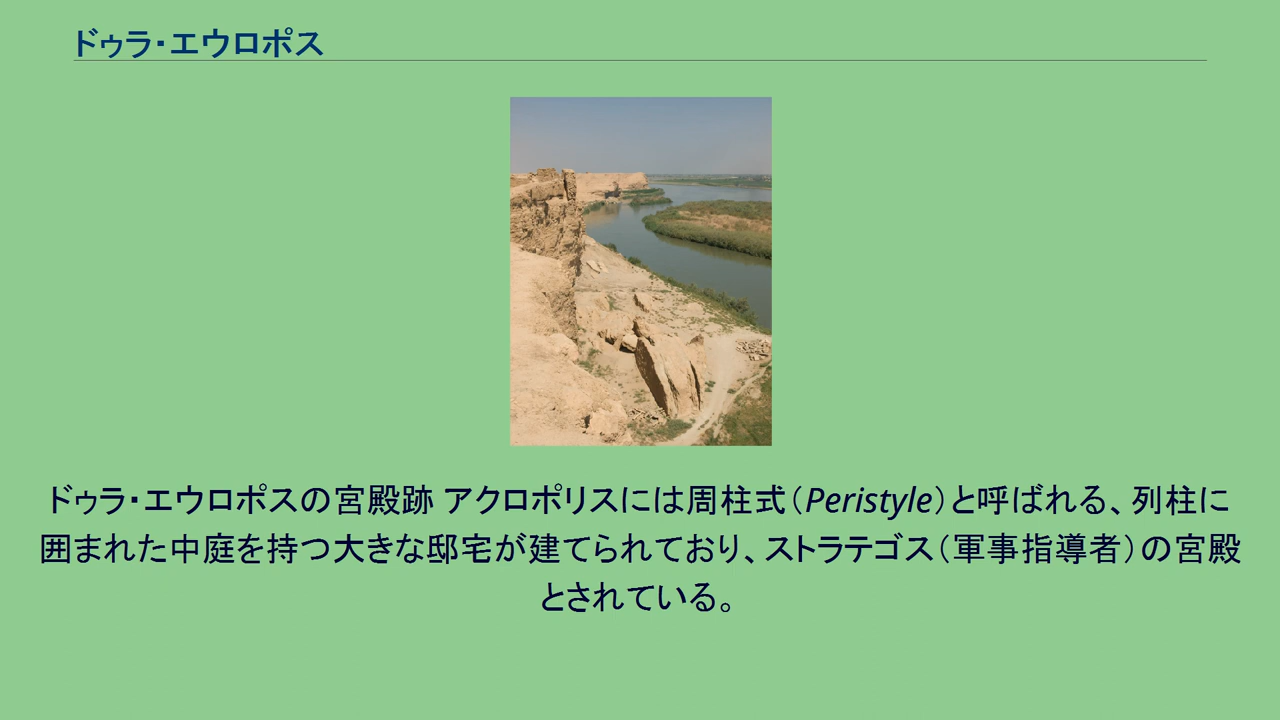 ドゥラ・エウロポス
ドゥラ・エウロポスの宮殿跡 アクロポリスには周柱式（Peristyle）と呼ばれる、列柱に
囲まれた中庭を持つ大きな邸宅が建てられており、ストラテゴス（軍事指導者）の宮殿
とされている。